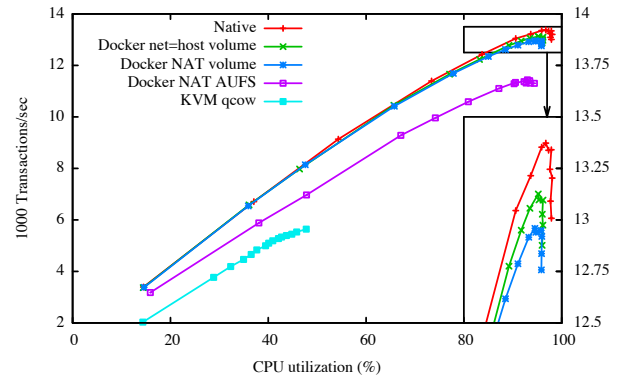 14
12
10
8
6
4
2
1000 Transactions/sec
Native
Docker net=host volume
Docker NAT volume
Docker NAT AUFS
KVM qcow
14
13.75
13.5
13.25
13
12.75
12.5
0 20 40 60 80 100
CPU utilization (%)